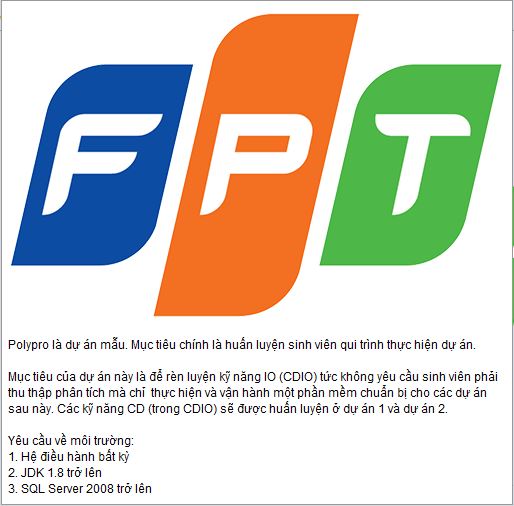 FPT
Polypro là dự án mẫu. Mục tiêu chính là huấn luyện sinh viên qui trình thực hiện dự án.
Mục tiêu của dự án này là để rèn luyện kỹ năng IO (CDIO) tức không yêu cầu sinh viên phải
thu thập phân tích mà chỉ thực hiện và vận hành một phần mềm chuẩn bị cho các dự án
sau này. Các kỹ năng CD (trong CDIO) sẽ được huấn luyện ở dự án 1 và dự án 2.
Yêu cầu về môi trường:
1. Hệ điều hành bất kỳ
2. JDK 1.8 trở lên
3. SQL Server 2008 trở lên